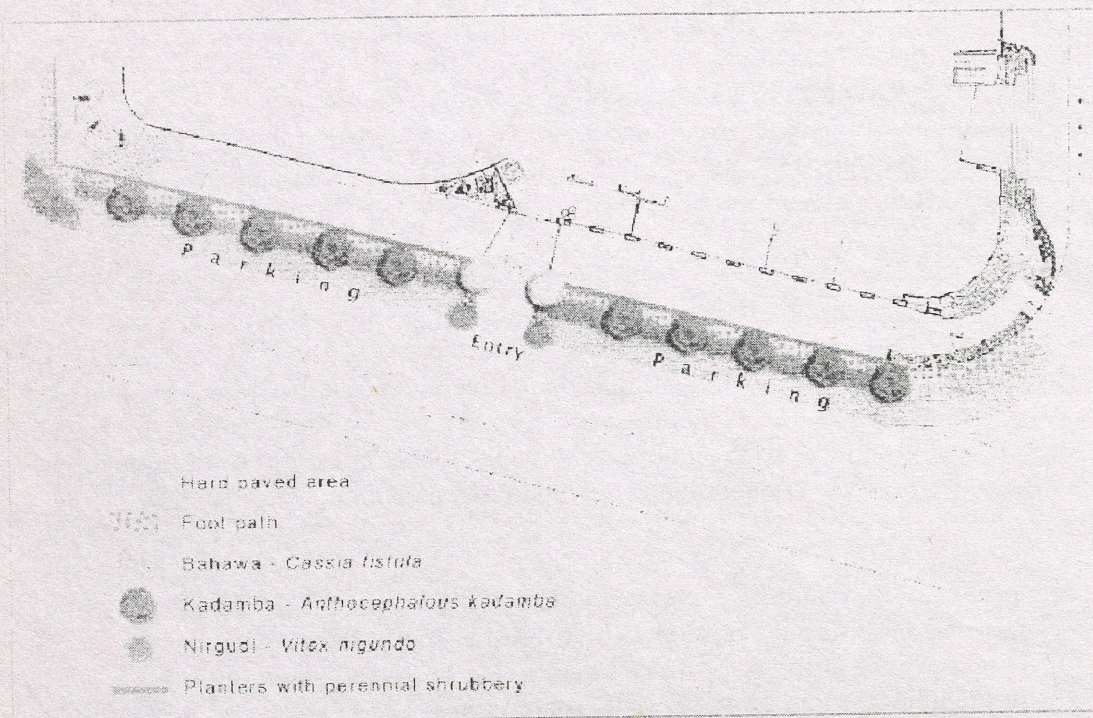 Parking
Entry
Parking
Hard paved area
Foot path
Bahawa - Cassia fistula
Kadamba - Anthocephalous kadamba
Nirgudi - Vitex nigundo
Planters with perennial shrubbery